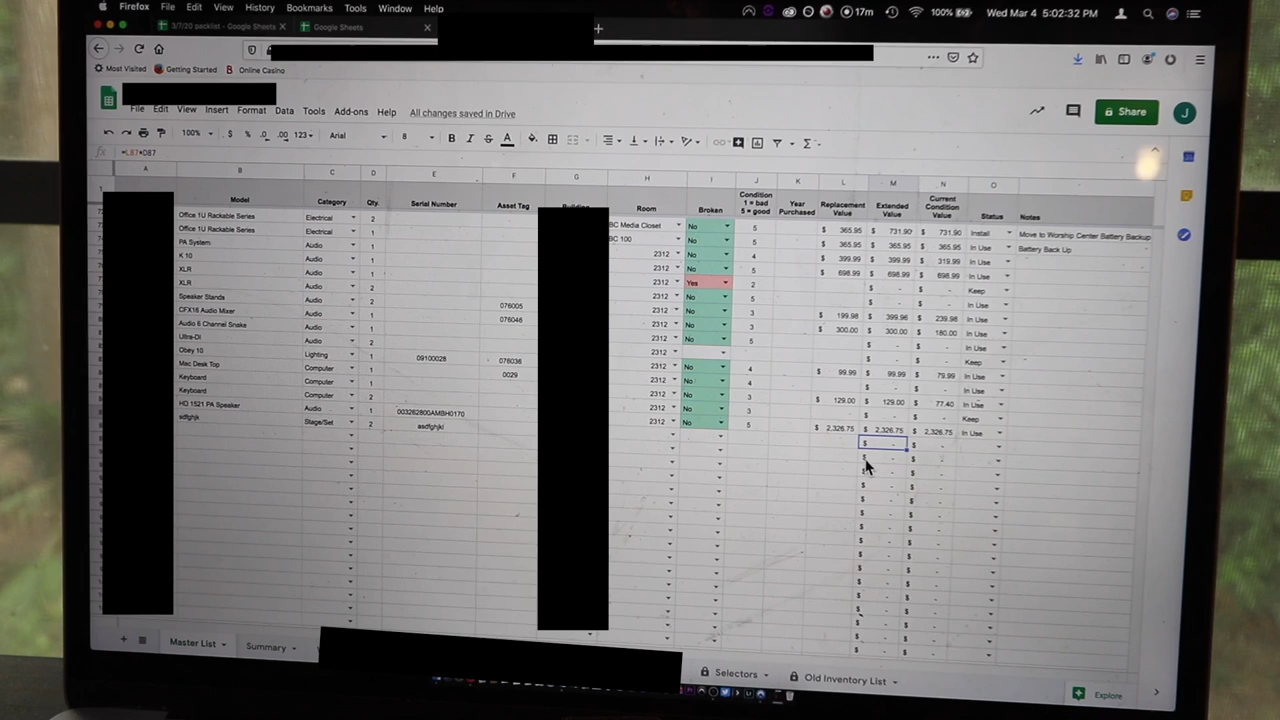 Firefox File Edit View History Bookmarks Tools Window Help 17m 100% Wed Mar 4 5:02:32 PM
3/7/20 packlist - Google Sheets Google Sheets
Most Visited Getting Started Online Casino
File Edit View Insert Format Data Tools Add-ons Help All changes saved in Drive Share J
100% $ % .0 .00 123 Arial 8 B I S A
fx =L87*D87
A B C D E F G H I J K L M N O
Model Category Qty. Serial Number Asset Tag Room Broken Condition 1 = bad 5 = good Year Purchased Replacement Value Extended Value Current Condition Value Status Notes
Office 1U Rackable Series Electrical 2 BC Media Closet No 5 $ 365.95 $ 731.90 $ 731.90 Install Move to Worship Center Battery Backup
Office 1U Rackable Series Electrical 1 BC 100 No 5 $ 365.95 $ 365.95 $ 365.95 In Use Battery Back Up
PA System Audio 2312 No 4 $ 399.99 $ 399.99 $ 319.99 In Use
K 10 Audio 1 2312 No 5 $ 698.99 $ 698.99 $ 698.99 In Use
XLR Audio 2 2312 Yes 2 $ - $ - Keep
XLR Audio 2 076005 2312 No 5 $ - $ - In Use
Speaker Stands Audio 1 076046 2312 No 3 $ 199.98 $ 399.96 $ 239.98 In Use
CFX16 Audio Mixer Audio 1 2312 No 3 $ 300.00 $ 300.00 $ 180.00 In Use
Audio 6 Channel Snake Audio 2 2312 No 5 $ - $ - In Use
Ultra-DI Lighting 1 09100028 076036 2312 $ - $ - Keep
Obey 10 Computer 1 0029 2312 No 4 $ 99.99 $ 99.99 $ 79.99 In Use
Mac Desk Top Computer 2 2312 No 4 $ - $ - In Use
Keyboard Audio 1 003262800AMBH0170 2312 No 3 $ 129.00 $ 129.00 $ 77.40 In Use
Keyboard Stage/Set 2 asdfghjkl 2312 No 3 $ - $ - Keep
HD 1521 PA Speaker 2312 No 5 $ 2,326.75 $ 2,326.75 $ 2,326.75 In Use
sdfghjk
Master List Summary Selectors Old Inventory List Explore